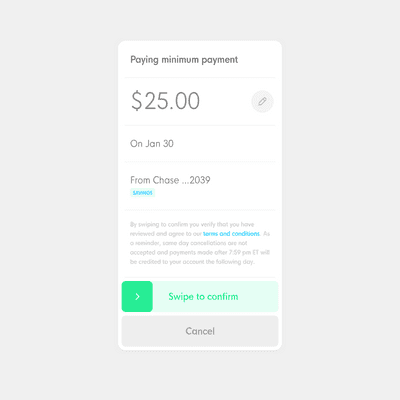 Paying minimum payment
$25.00
On Jan 30
From Chase ...2039
SAVINGS
By swiping to confirm you verify that you have
reviewed and agree to our terms and conditions. As
a reminder, same day cancellations are not
accepted and payments made after 7:59 pm ET will
be credited to your account the following day.
Swipe to confirm
Cancel